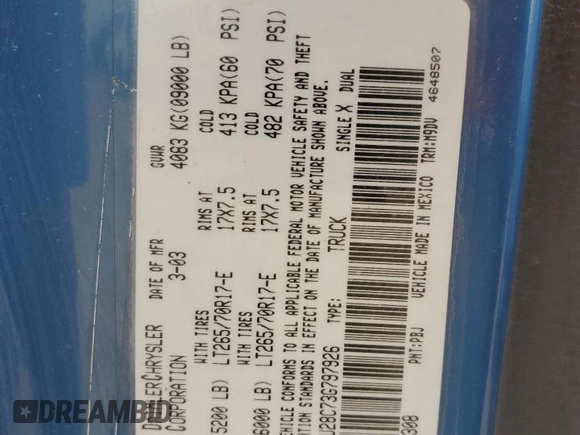 DAIMLERCHRYSLER CORPORATION
DATE OF MFR 3-03
GVWR 4083 KG(09000 LB)
WITH TIRES RIMS AT COLD
5200 LB) LT265/70R17-E 17X7.5 413 KPA(60 PSI)
WITH TIRES RIMS AT COLD
6000 LB) LT265/70R17-E 17X7.5 482 KPA(70 PSI)
VEHICLE CONFORMS TO ALL APPLICABLE FEDERAL MOTOR VEHICLE SAFETY AND THEFT
STANDARDS IN EFFECT ON THE DATE OF MANUFACTURE SHOWN ABOVE.
U28C73G797926 TYPE: TRUCK SINGLE X DUAL
308 PNT:PBJ VEHICLE MADE IN MEXICO TRM:M9DV
4648507
DREAMBID